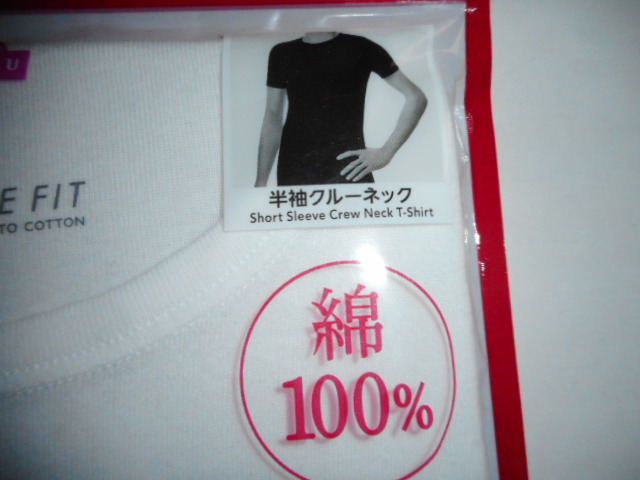 U
半袖クルーネック
Short Sleeve Crew Neck T-Shirt
E FIT
TO COTTON
綿
100%